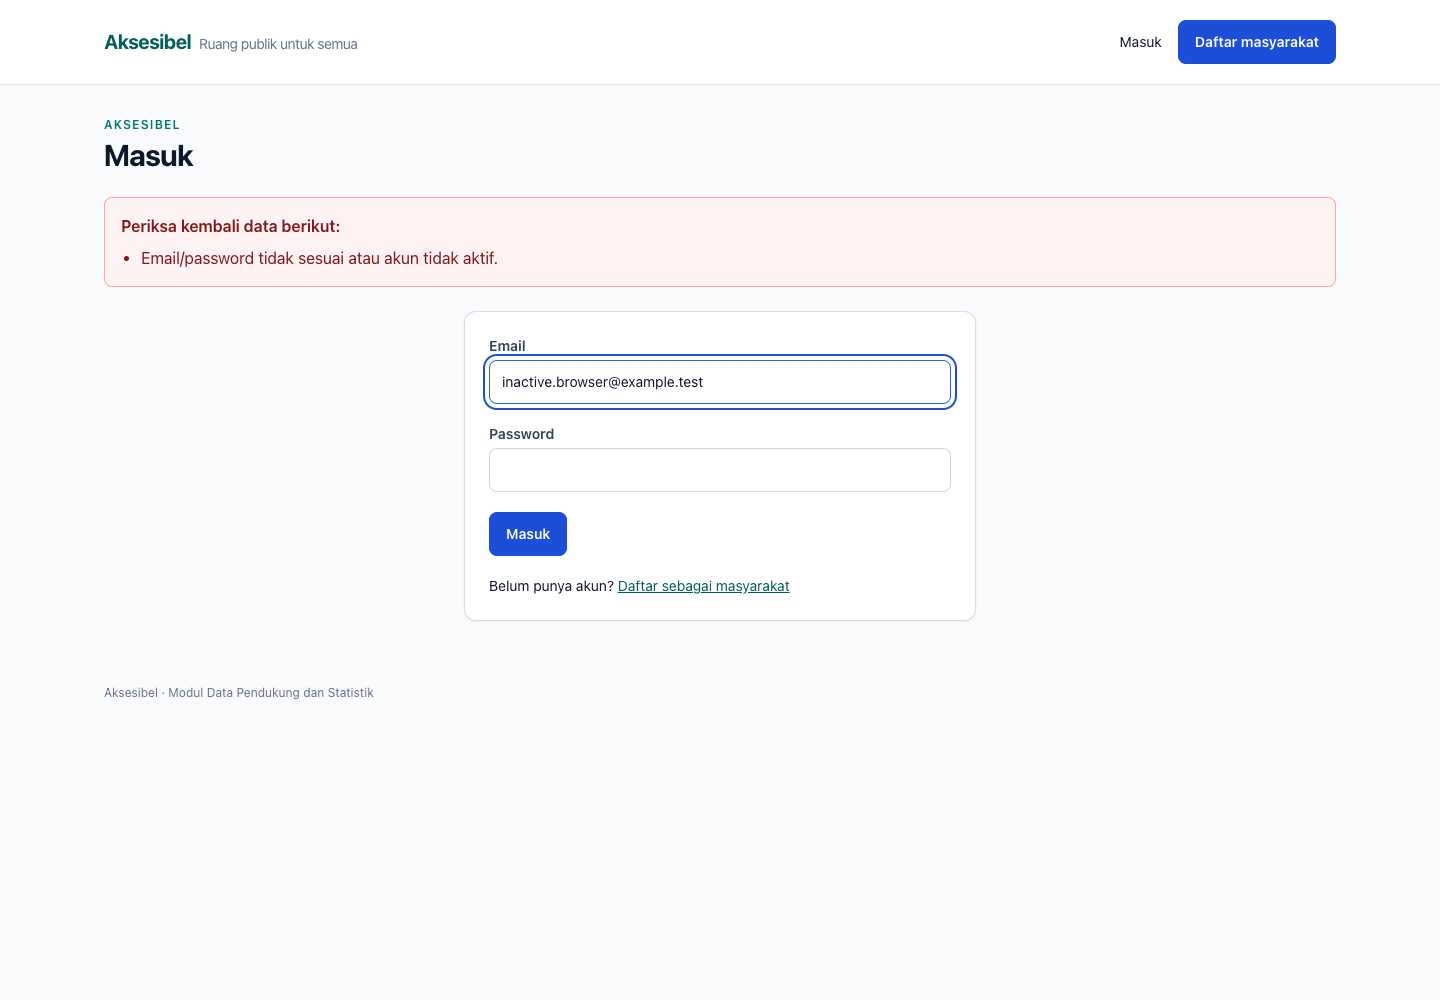 Aksesibel Ruang publik untuk semua
Masuk
Daftar masyarakat
AKSESIBEL
Masuk
Periksa kembali data berikut:
• Email/password tidak sesuai atau akun tidak aktif.
Email
inactive.browser@example.test
Password
Masuk
Belum punya akun? Daftar sebagai masyarakat
Aksesibel · Modul Data Pendukung dan Statistik